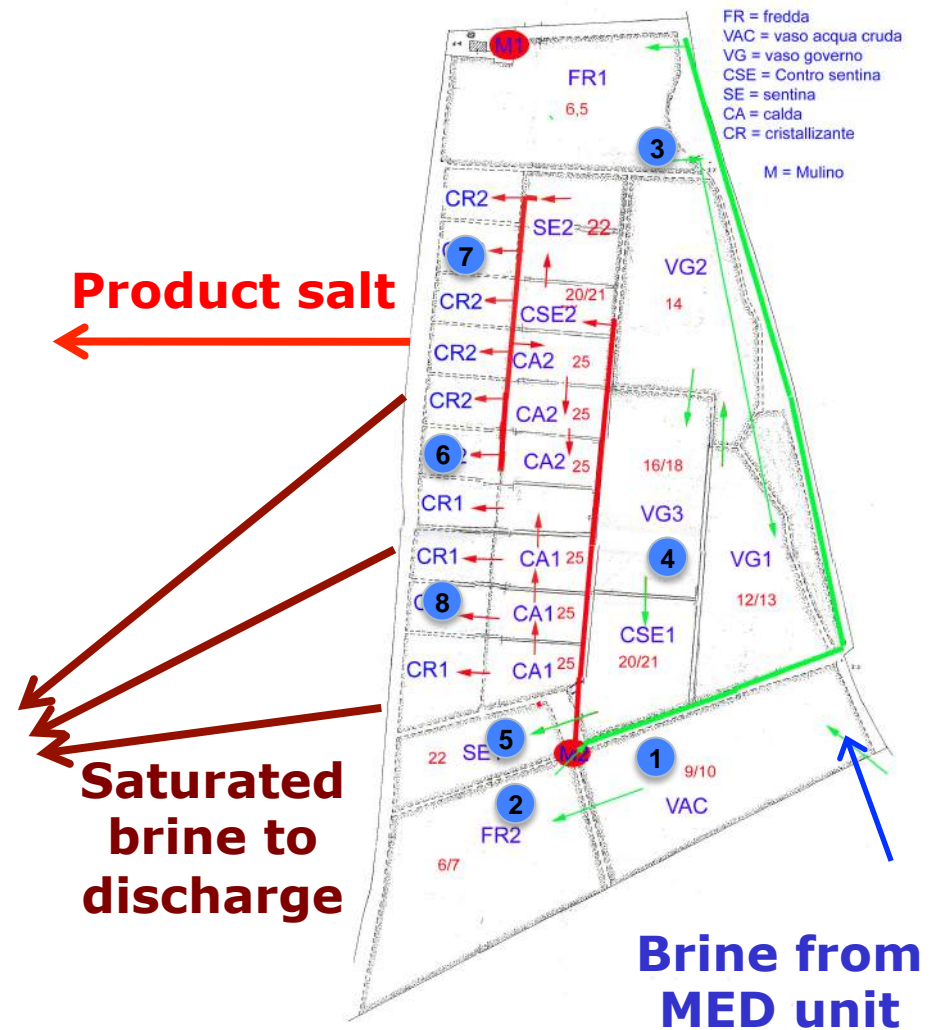 FR = fredda
VAC = vaso acqua cruda
VG = vaso governo
CSE = Contro sentina
SE = sentina
CA = calda
CR = cristallizante
M = Mulino
M1
FR1
6,5
3
CR2
SE2 22
7
VG2
14
Product salt
CR2
20/21
CSE2
CR2
CA2 25
CR2
CA2 25
6
CA2 25
16/18
CR1
VG3
CR1
CA1 25
4
VG1
12/13
8
CA1 25
CSE1
20/21
CR1
CA1 25
5
22
M2
1
9/10
VAC
2
FR2
6/7
Saturated
brine to
discharge
Brine from
MED unit